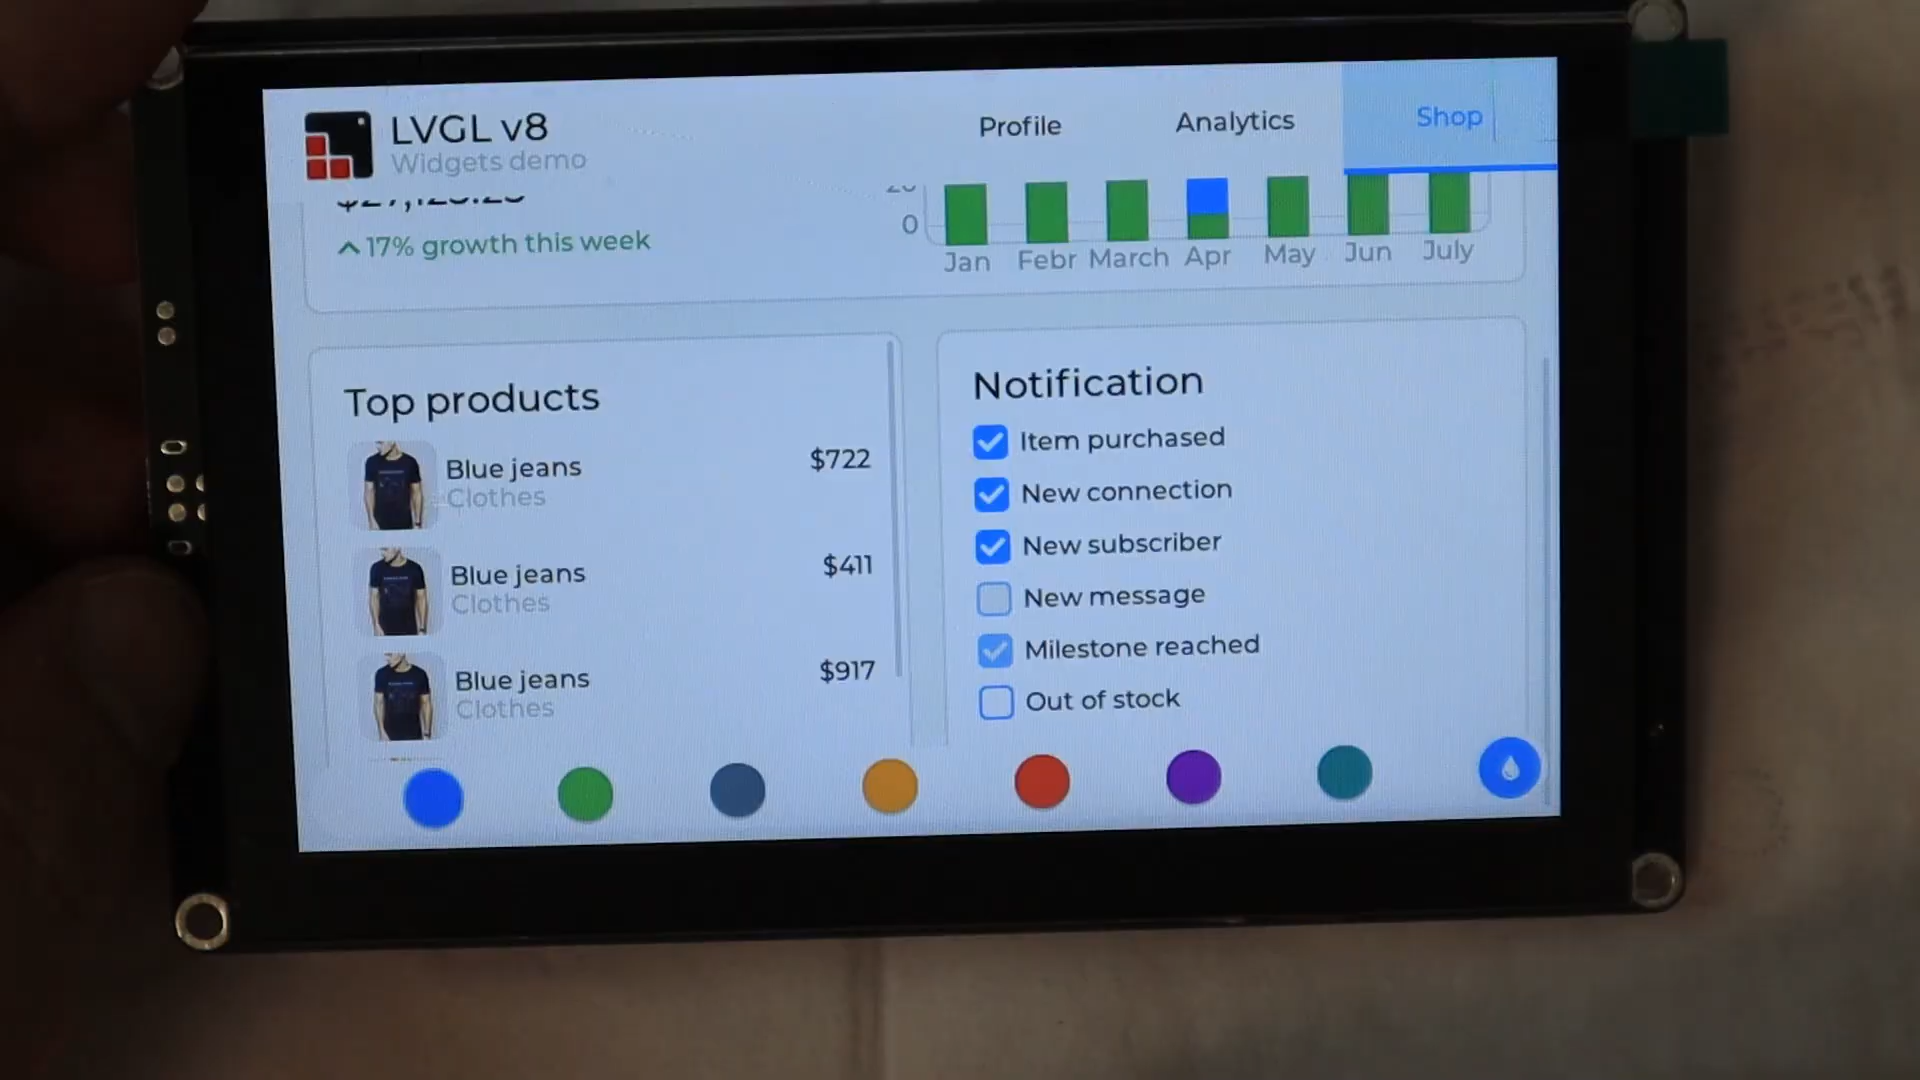 LVGL v8
Widgets demo
Profile
Analytics
Shop
17% growth this week
0
Jan
Febr
March
Apr
May
Jun
July
Top products
Blue jeans
Clothes
$722
Blue jeans
Clothes
$411
Blue jeans
Clothes
$917
Notification
Item purchased
New connection
New subscriber
New message
Milestone reached
Out of stock